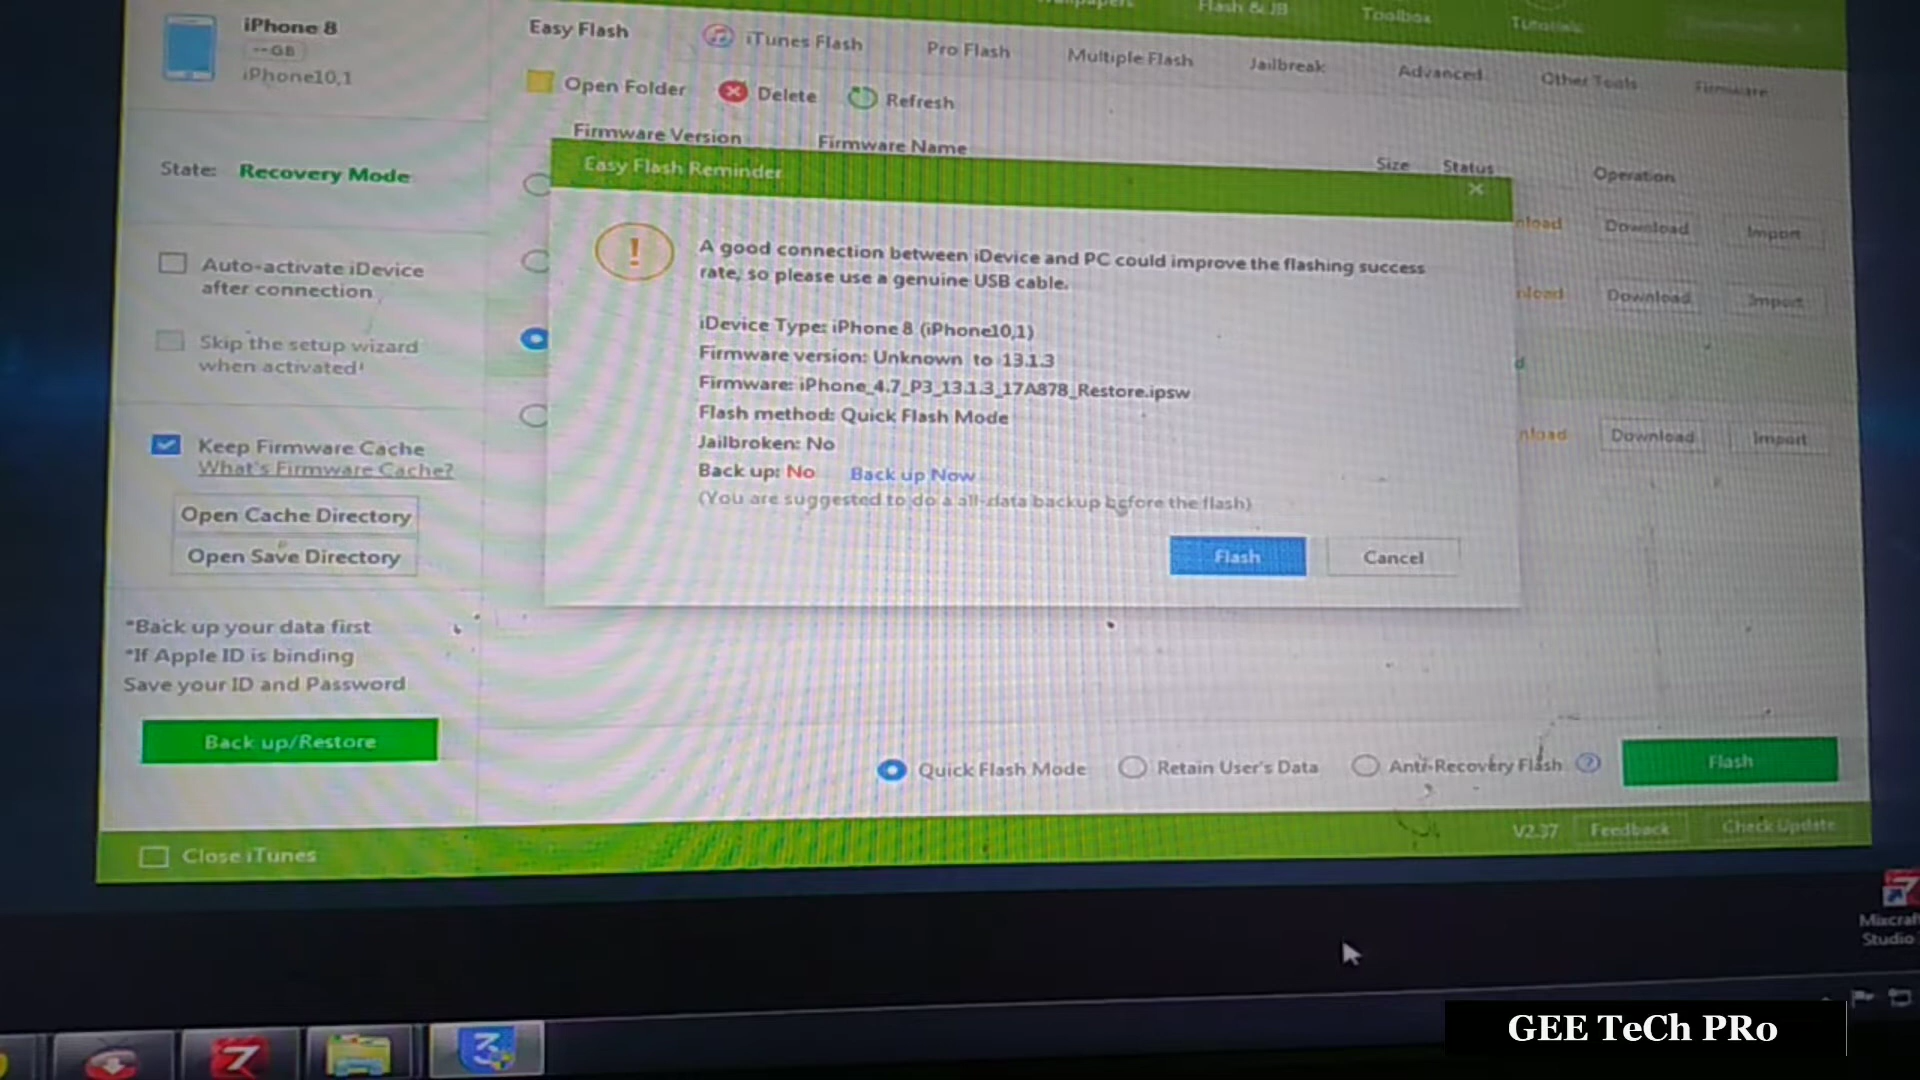 iPhone 8
--GB
iPhone10,1
Flash & JB
Toolbox
Tutorials
Easy Flash
iTunes Flash
Pro Flash
Multiple Flash
Jailbreak
Advanced
Other Tools
Firmware
Open Folder
Delete
Refresh
Firmware Version
Firmware Name
Size
Status
Operation
State: Recovery Mode
Easy Flash Reminder
A good connection between iDevice and PC could improve the flashing success
rate, so please use a genuine USB cable.
iDevice Type: iPhone 8 (iPhone10,1)
Firmware version: Unknown to 13.1.3
Firmware: iPhone_4.7_P3_13.1.3_17A878_Restore.ipsw
Flash method: Quick Flash Mode
Jailbroken: No
Back up: No Back up Now
(You are suggested to do a all-data backup before the flash)
Flash
Cancel
Download
Import
Download
Import
Download
Import
Auto-activate iDevice
after connection
Skip the setup wizard
when activated
Keep Firmware Cache
What's Firmware Cache?
Open Cache Directory
Open Save Directory
*Back up your data first
*If Apple ID is binding
Save your ID and Password
Back up/Restore
Quick Flash Mode
Retain User's Data
Anti-Recovery Flash
?
Flash
Close iTunes
V2.37
Feedback
Check Update
Studio
GEE TeCh PRo